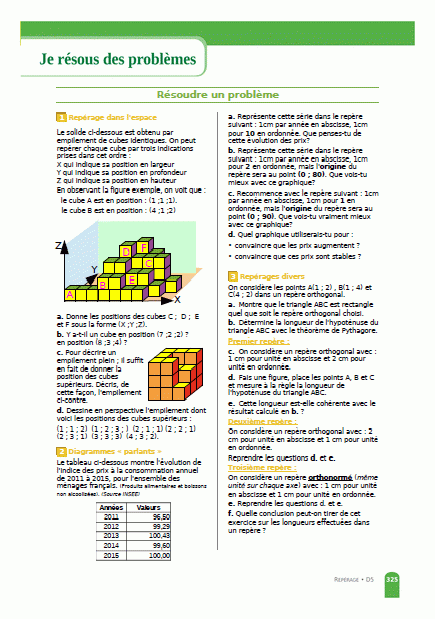 Je résous des problèmes
Résoudre un problème
1 Repérage dans l'espace
Le solide ci-dessous est obtenu par
empilement de cubes identiques. On peut
repérer chaque cube par trois indications
prises dans cet ordre :
X qui indique sa position en largeur
Y qui indique sa position en profondeur
Z qui indique sa position en hauteur
En observant la figure exemple, on voit que :
le cube A est en position : (1 ;1 ;1).
le cube B est en position : (4 ;1 ;2)
Z
Y
X
A
B
C
D
E
F
a. Donne les positions des cubes C ; D ; E
et F sous la forme (X ;Y ;Z).
b. Y a-t-il un cube en position (7 ;2 ;2) ?
en position (8 ;3 ;4) ?
c. Pour décrire un
empilement plein ; il suffit
en fait de donner la
position des cubes
supérieurs. Décris, de
cette façon, l'empilement
ci-contre.
d. Dessine en perspective l'empilement dont
voici les positions des cubes supérieurs :
(1 ; 1 ; 2) (1 ; 2 ; 3 ; ) (2 ; 1 ; 1) (2 ; 2 ; 1)
(2 ; 3 ; 1) (3 ; 3 ; 3) (4 ; 3 ; 2).
2 Diagrammes « parlants »
Le tableau ci-dessous montre l'évolution de
l'indice des prix à la consommation annuel
de 2011 à 2015, pour l'ensemble des
ménages français. (Produits alimentaires et boissons
non alcoolisées). (Source INSEE)
Années Valeurs
2011 96,50
2012 99,29
2013 100,43
2014 99,60
2015 100,00
a. Représente cette série dans le repère
suivant : 1cm par année en abscisse, 1cm
pour 10 en ordonnée. Que penses-tu de
cette évolution des prix?
b. Représente cette série dans le repère
suivant : 1cm par année en abscisse, 1cm
pour 2 en ordonnée, mais l'origine du
repère sera au point (0 ; 80). Que vois-tu
mieux avec ce graphique?
c. Recommence avec le repère suivant : 1cm
par année en abscisse, 1cm pour 1 en
ordonnée, mais l'origine du repère sera au
point (0 ; 90). Que vois-tu vraiment mieux
avec ce graphique?
d. Quel graphique utiliserais-tu pour :
• convaincre que les prix augmentent ?
• convaincre que ces prix sont stables ?
3 Repérages divers
On considère les points A(1 ; 2) , B(1 ; 4) et
C(4 ; 2) dans un repère orthogonal.
a. Montre que le triangle ABC est rectangle
quel que soit le repère orthogonal choisi.
b. Détermine la longueur de l'hypoténuse du
triangle ABC avec le théorème de Pythagore.
Premier repère :
c. On considère un repère orthogonal avec :
1 cm pour unité en abscisse et 2 cm pour
unité en ordonnée.
d. Fais une figure, place les points A, B et C
et mesure à la règle la longueur de
l'hypoténuse du triangle ABC.
e. Cette longueur est-elle cohérente avec le
résultat calculé en b. ?
Deuxième repère :
On considère un repère orthogonal avec : 2
cm pour unité en abscisse et 1 cm pour unité
en ordonnée.
Reprendre les questions d. et e.
Troisième repère :
On considère un repère orthonormé (même
unité sur chaque axe) avec : 1 cm pour unité
en abscisse et 1 cm pour unité en ordonnée.
e. Reprendre les questions d. et e.
f. Quelle conclusion peut-on tirer de cet
exercice sur les longueurs effectuées dans
un repère ?
REPÉRAGE • D5 325